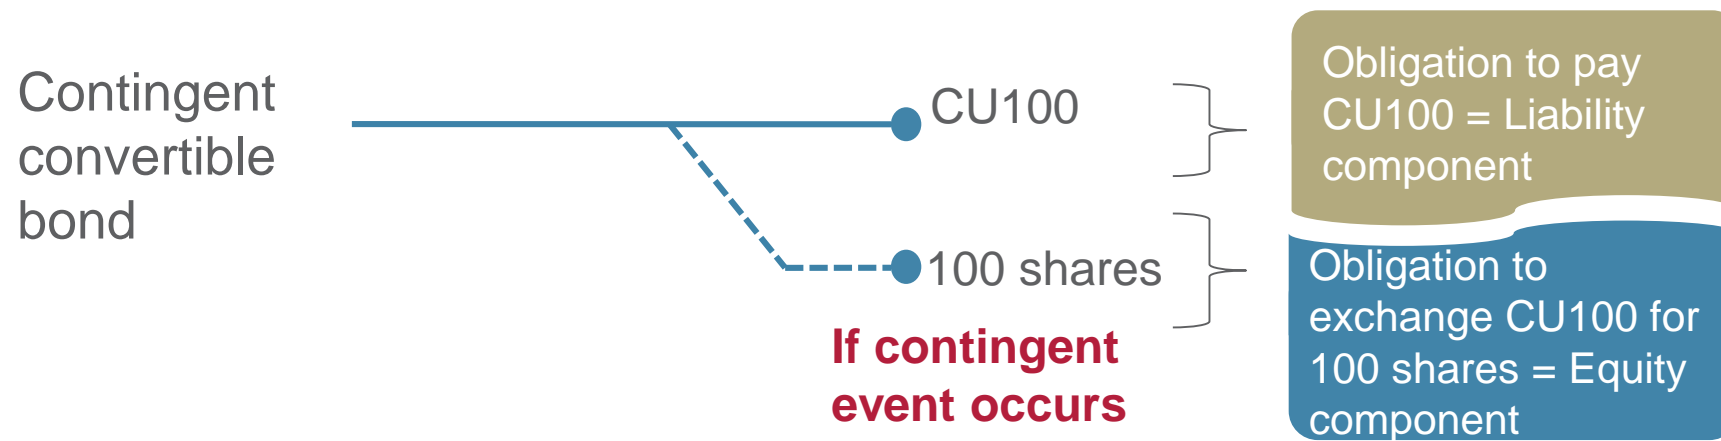 Contingent
convertible
bond
CU100
100 shares
If contingent
event occurs
Obligation to pay
CU100 = Liability
component
Obligation to
exchange CU100 for
100 shares = Equity
component